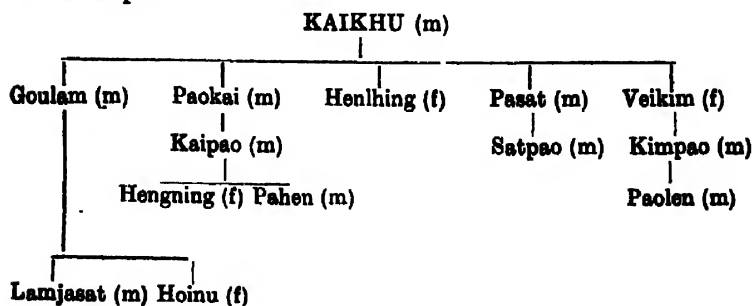 KAIKHU (m)
Goulam (m) Paokai (m) Henlhing (f) Pasat (m) Veikim (f)
Kaipao (m) Satpao (m) Kimpao (m)
Hengning (f) Pahen (m) Paolen (m)
Lamjasat (m) Hoinu (f)